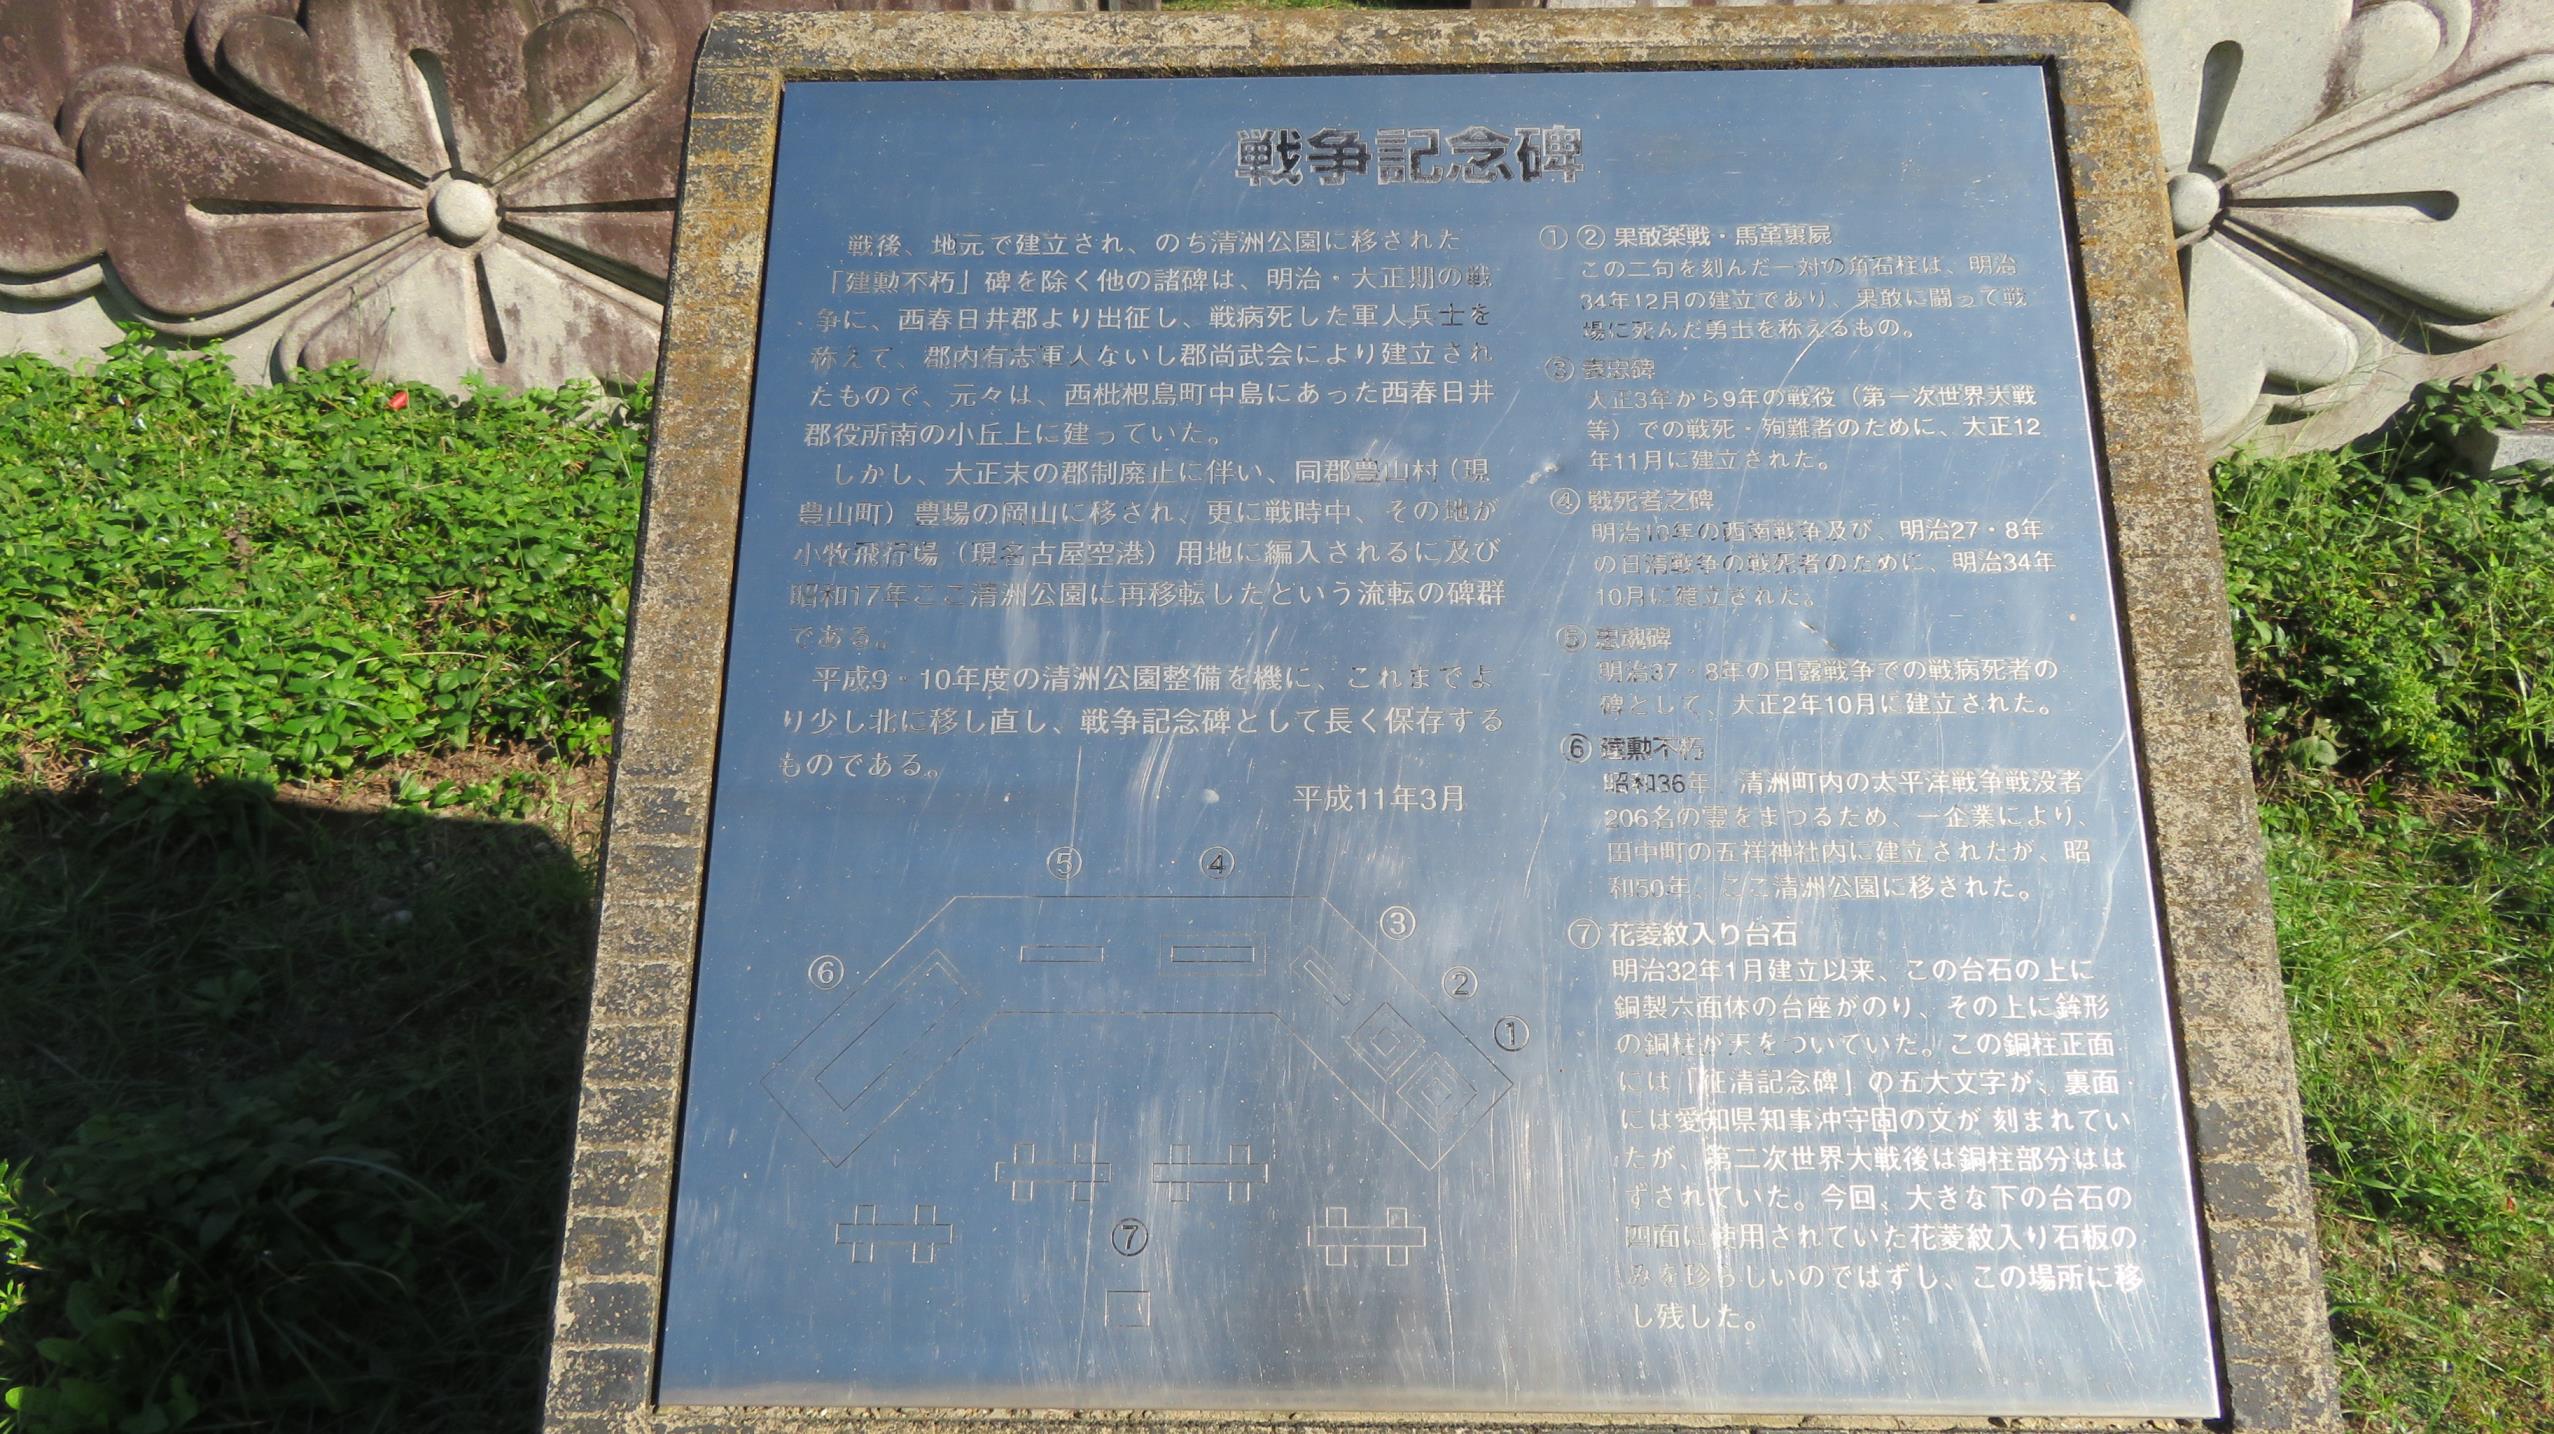 戦争記念碑
戦後、地元で建立され、のち清洲公園に移された
「建勲不朽」碑を除く他の諸碑は、明治・大正期の戦
争に、西春日井郡より出征し、戦病死した軍人兵士を
称えて、郡内有志軍人ないし郡尚武会により建立され
たもので、元々は、西枇杷島町中島にあった西春日井
郡役所南の小丘上に建っていた。
しかし、大正末の郡制廃止に伴い、同郡豊山村(現
豊山町)豊場の岡山に移され、更に戦時中、その地が
小牧飛行場(現名古屋空港)用地に編入されるに及び
昭和17年ここ清洲公園に再移転したという流転の碑群
である。
平成9・10年度の清洲公園整備を機に、これまでよ
り少し北に移し直し、戦争記念碑として長く保存する
ものである。
平成11年3月
⑤ ④
③
⑥ ②
①
⑦
①②果敢楽戦・馬革裏屍
この二句を刻んだ一対の角石柱は、明治
34年12月の建立であり、果敢に闘って戦
場に死んだ勇士を称えるもの。
③表忠碑
大正3年から9年の戦役(第一次世界大戦
等)での戦死・殉難者のために、大正12
年11月に建立された。
④戦死者之碑
明治10年の西南戦争及び、明治27・8年
の日清戦争の戦死者のために、明治34年
10月に建立された。
⑤忠魂碑
明治37・8年の日露戦争での戦病死者の
碑として、大正2年10月に建立された。
⑥建勲不朽
昭和36年、清洲町内の太平洋戦争戦没者
206名の霊をまつるため、一企業により、
田中町の五祥神社内に建立されたが、昭
和50年、ここ清洲公園に移された。
⑦花菱紋入り台石
明治32年1月建立以来、この台石の上に
銅製六面体の台座がのり、その上に鉾形
の銅柱が天をついていた。この銅柱正面
には「征清記念碑」の五大文字が、裏面
には愛知県知事沖守固の文が刻まれてい
たが、第二次世界大戦後は銅柱部分はは
ずされていた。今回、大きな下の台石の
四面に使用されていた花菱紋入り石板の
みを珍らしいのではずし、この場所に移
し残した。